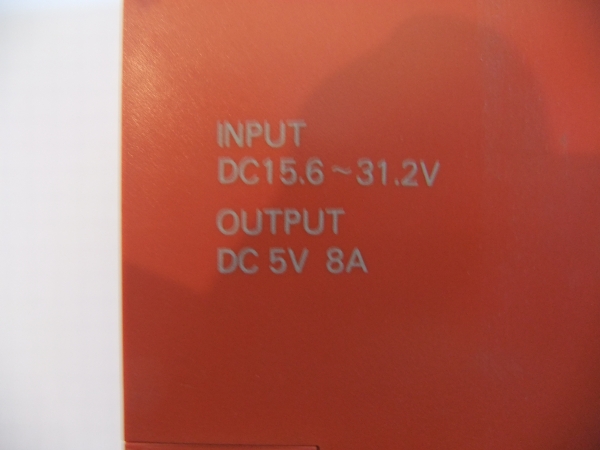 INPUT
DC15.6~31.2V
OUTPUT
DC 5V 8A